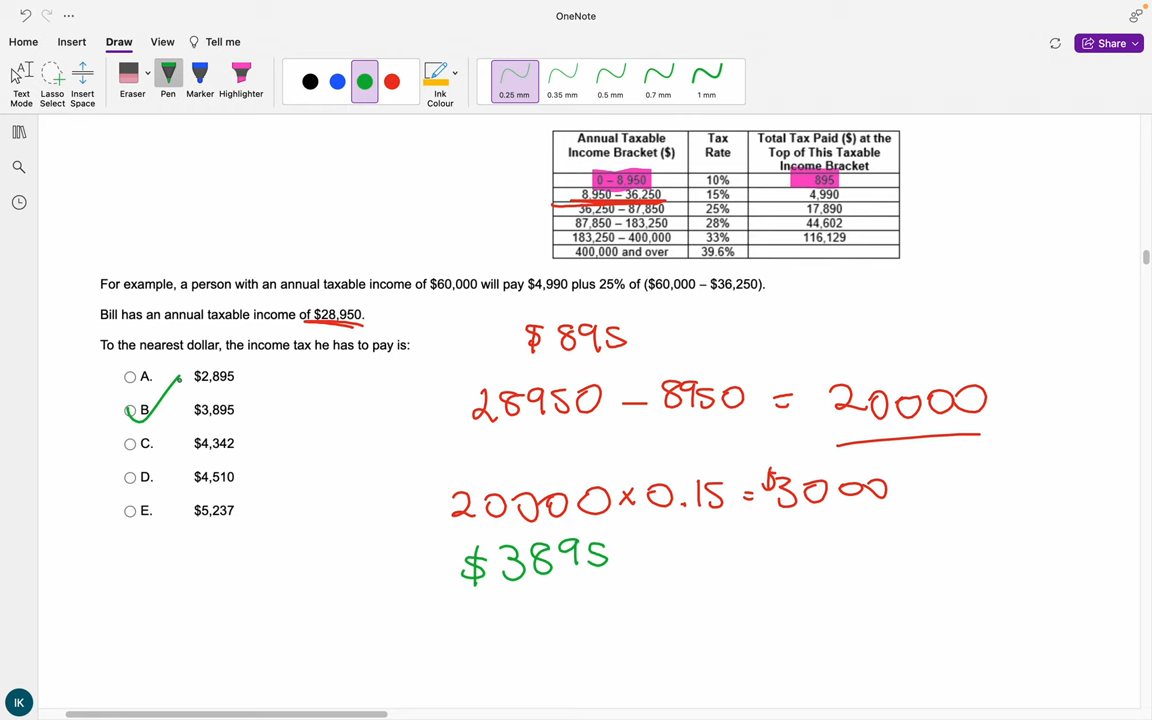 OneNote
Home Insert Draw View Tell me
Share
Text Mode
Lasso Select
Insert Space
Eraser
Pen
Marker
Highlighter
Ink Colour
0.25 mm 0.35 mm 0.5 mm 0.7 mm 1 mm
Annual Taxable Income Bracket ($) Tax Rate Total Tax Paid ($) at the Top of This Taxable Income Bracket
0 – 8,950 10% 895
8,950 – 36,250 15% 4,990
36,250 – 87,850 25% 17,890
87,850 – 183,250 28% 44,602
183,250 – 400,000 33% 116,129
400,000 and over 39.6%
For example, a person with an annual taxable income of $60,000 will pay $4,990 plus 25% of ($60,000 – $36,250).
Bill has an annual taxable income of $28,950.
To the nearest dollar, the income tax he has to pay is:
A. $2,895
B. $3,895
C. $4,342
D. $4,510
E. $5,237
$ 895
28950 – 8950 = 20000
20000 × 0.15 = $3000
$3895
IK